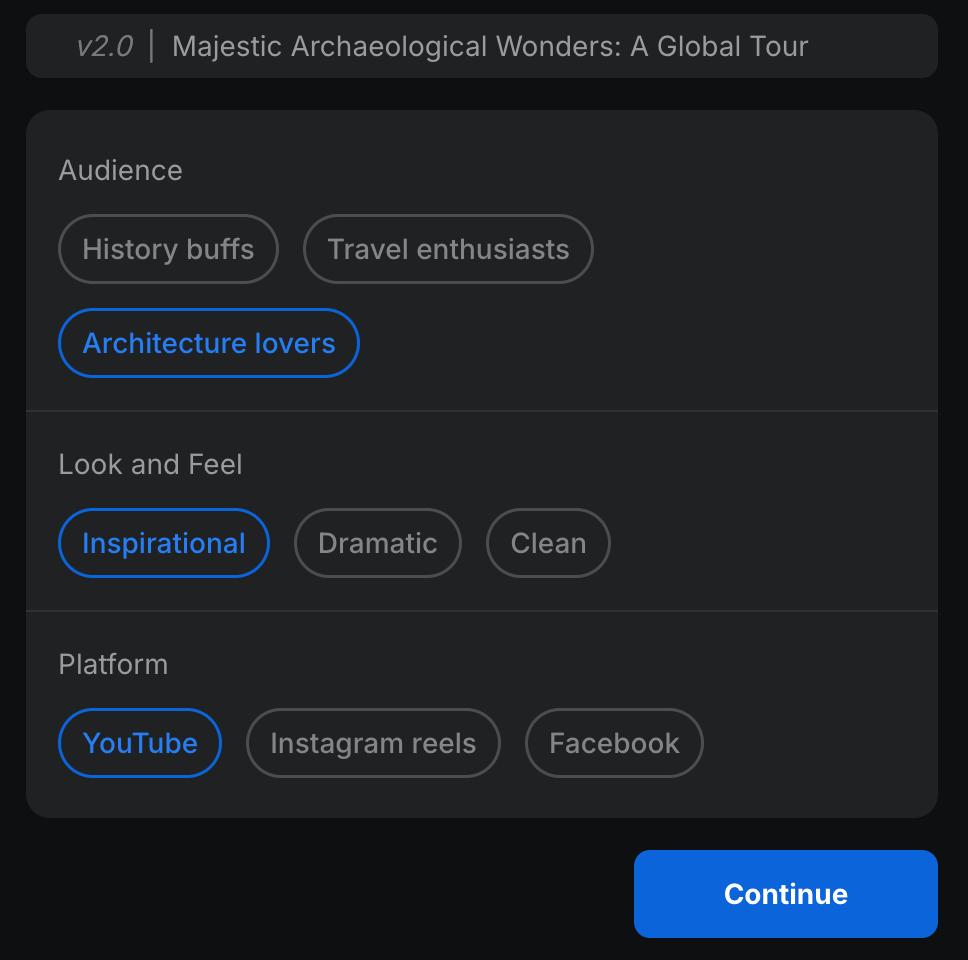 v2.0 | Majestic Archaeological Wonders: A Global Tour
Audience
History buffs Travel enthusiasts
Architecture lovers
Look and Feel
Inspirational Dramatic Clean
Platform
YouTube Instagram reels Facebook
Continue